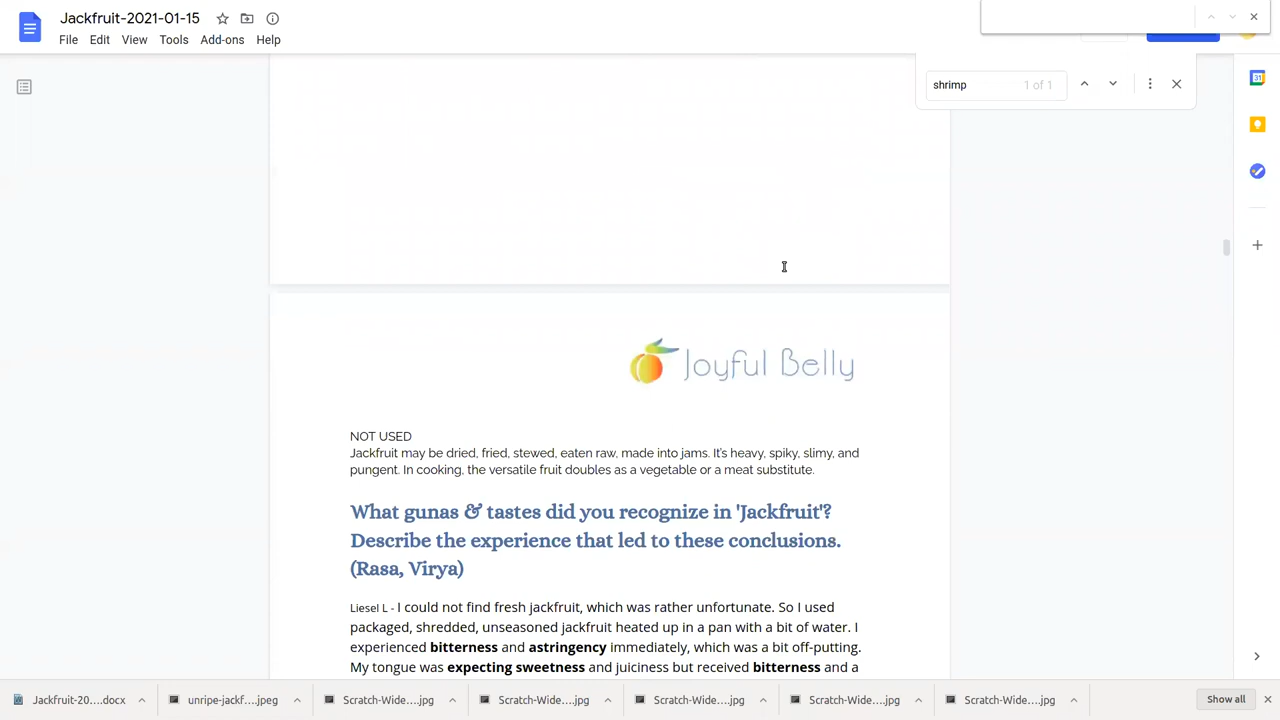 Jackfruit-2021-01-15
File Edit View Tools Add-ons Help
shrimp 1 of 1
31
Joyful Belly
NOT USED
Jackfruit may be dried, fried, stewed, eaten raw, made into jams. It's heavy, spiky, slimy, and
pungent. In cooking, the versatile fruit doubles as a vegetable or a meat substitute.
What gunas & tastes did you recognize in 'Jackfruit'?
Describe the experience that led to these conclusions.
(Rasa, Virya)
Liesel L - I could not find fresh jackfruit, which was rather unfortunate. So I used
packaged, shredded, unseasoned jackfruit heated up in a pan with a bit of water. I
experienced bitterness and astringency immediately, which was a bit off-putting.
My tongue was expecting sweetness and juiciness but received bitterness and a
Jackfruit-20....docx unripe-jackf....jpeg Scratch-Wide....jpg Scratch-Wide....jpg Scratch-Wide....jpg Scratch-Wide....jpg Scratch-Wide....jpg Show all